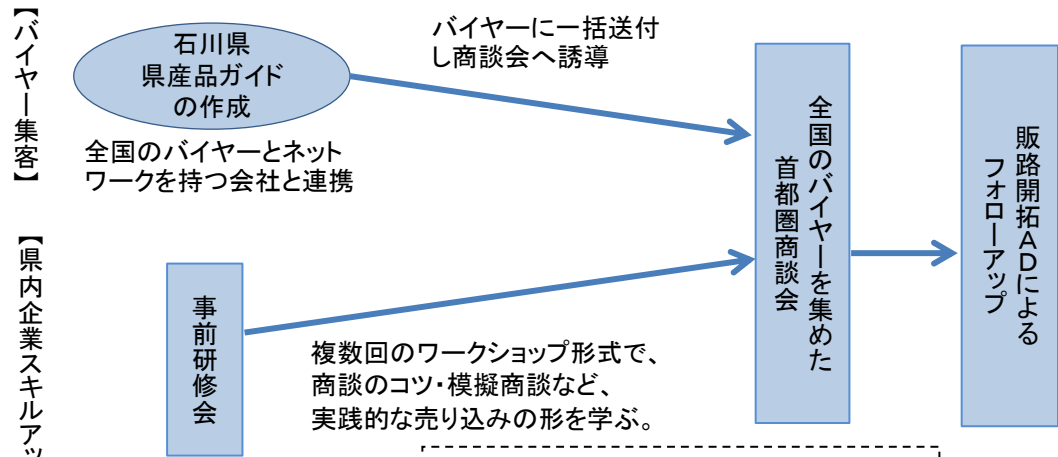 【バイヤー集客】
石川県
県産品ガイド
の作成
バイヤーに一括送付
し商談会へ誘導
全国のバイヤーとネット
ワークを持つ会社と連携
全国のバイヤーを集めた
首都圏商談会
販路開拓ADによる
フォローアップ
【県内企業スキルアッ
事前研修会
複数回のワークショップ形式で、
商談のコツ・模擬商談など、
実践的な売り込みの形を学ぶ。